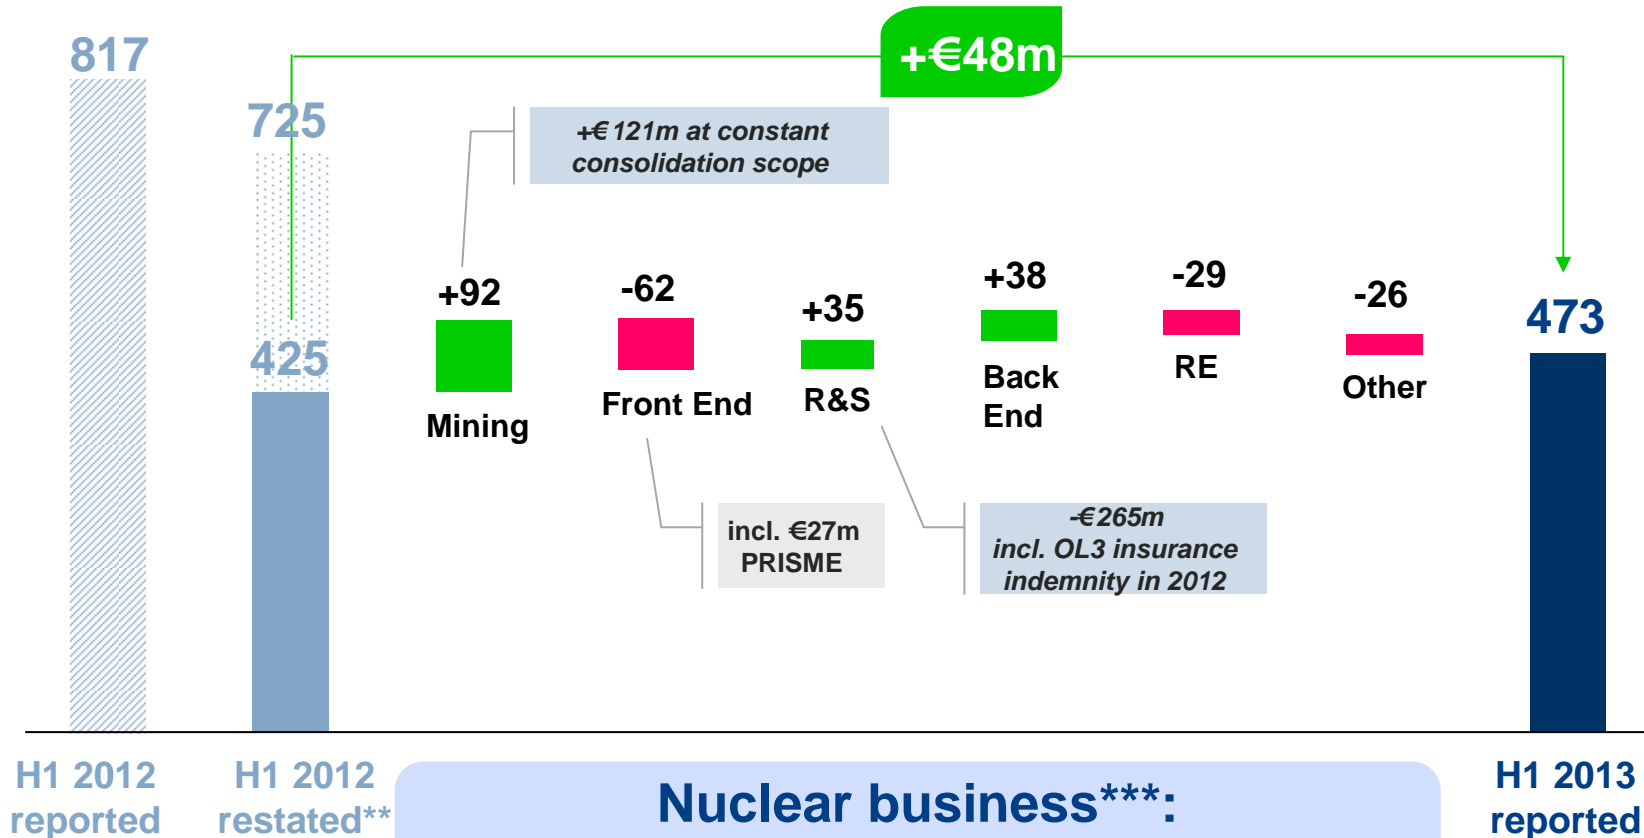 817
+€48m
725
+€121m at constant
consolidation scope
+92
-62
+35
+38
-29
-26
473
425
Mining
Front End
R&S
Back
End
RE
Other
incl. €27m
PRISME
-€265m
incl. OL3 insurance
indemnity in 2012
H1 2012
reported
H1 2012
restated**
Nuclear business***:
H1 2013
reported